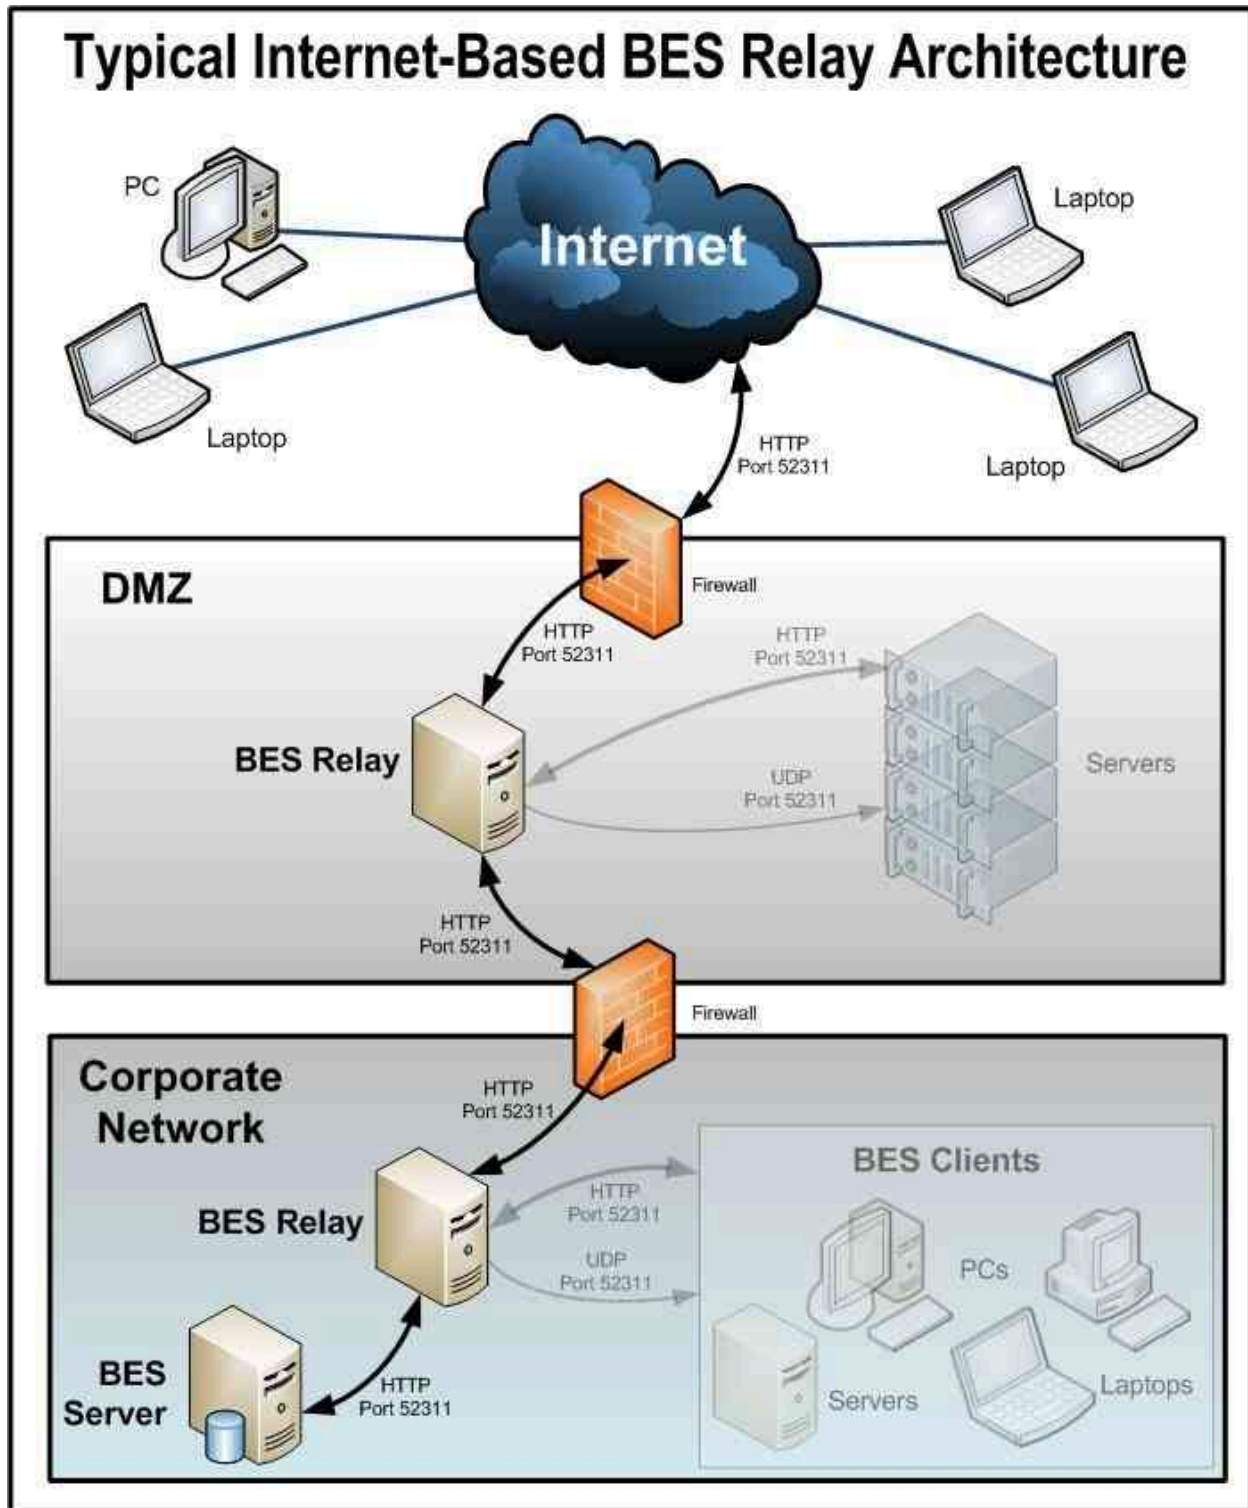 Typical Internet-Based BES Relay Architecture
PC
Laptop
Internet
Laptop
Laptop
HTTP
Port 52311
Firewall
DMZ
HTTP
Port 52311
HTTP
Port 52311
BES Relay
UDP
Port 52311
Servers
HTTP
Port 52311
Firewall
Corporate
Network
HTTP
Port 52311
BES Clients
BES Relay
HTTP
Port 52311
UDP
Port 52311
PCs
BES
Server
HTTP
Port 52311
Servers
Laptops